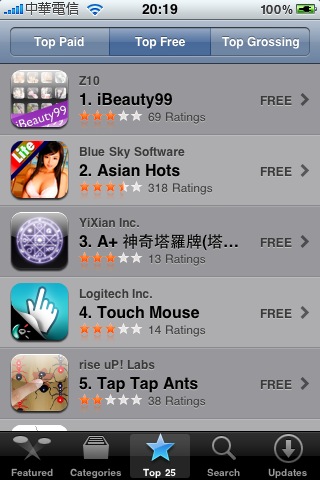 中華電信 20:19 100%
Top Paid Top Free Top Grossing
Z10
iBeauty99
1. iBeauty99 FREE
69 Ratings
Blue Sky Software
Lite
2. Asian Hots FREE
318 Ratings
YiXian Inc.
3. A+ 神奇塔羅牌(塔... FREE
13 Ratings
Logitech Inc.
4. Touch Mouse FREE
14 Ratings
rise uP! Labs
5. Tap Tap Ants FREE
38 Ratings
Featured Categories Top 25 Search Updates